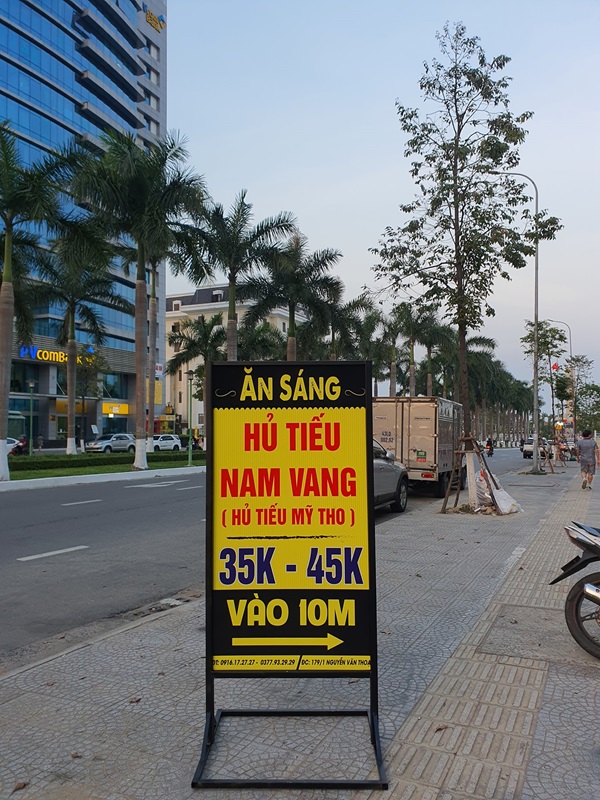 PVcomBank
ĂN SÁNG
HỦ TIẾU
NAM VANG
( HỦ TIẾU MỸ THO )
35K - 45K
VÀO 10M
ĐT: 0916.17.27.27 - 0377.93.29.29 / ĐC: 179/1 NGUYỄN VĂN THOẠI